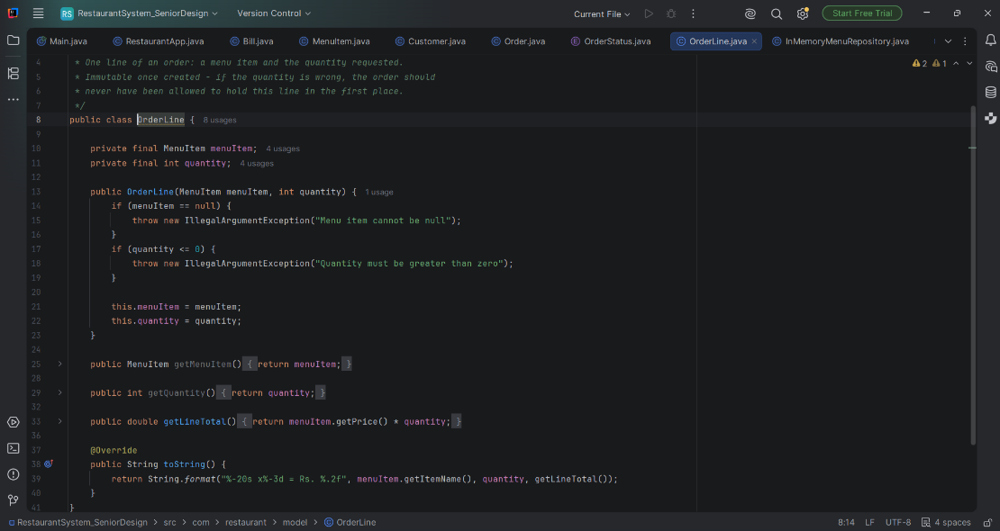 RS RestaurantSystem_SeniorDesign Version Control Current File Start Free Trial
Main.java RestaurantApp.java Bill.java MenuItem.java Customer.java Order.java OrderStatus.java OrderLine.java InMemoryMenuRepository.java
4 * One line of an order: a menu item and the quantity requested. 2 1
5 * Immutable once created - if the quantity is wrong, the order should
6 * never have been allowed to hold this line in the first place.
7 */
8 public class OrderLine { 8 usages
9
10 private final MenuItem menuItem; 4 usages
11 private final int quantity; 4 usages
12
13 public OrderLine(MenuItem menuItem, int quantity) { 1 usage
14 if (menuItem == null) {
15 throw new IllegalArgumentException("Menu item cannot be null");
16 }
17 if (quantity <= 0) {
18 throw new IllegalArgumentException("Quantity must be greater than zero");
19 }
20
21 this.menuItem = menuItem;
22 this.quantity = quantity;
23 }
24
25 public MenuItem getMenuItem() { return menuItem; }
28
29 public int getQuantity() { return quantity; }
32
33 public double getLineTotal() { return menuItem.getPrice() * quantity; }
36
37 @Override
38 public String toString() {
39 return String.format("%-20s x%-3d = Rs. %.2f", menuItem.getItemName(), quantity, getLineTotal());
40 }
41 }
RestaurantSystem_SeniorDesign > src > com > restaurant > model > OrderLine 8:14 LF UTF-8 4 spaces